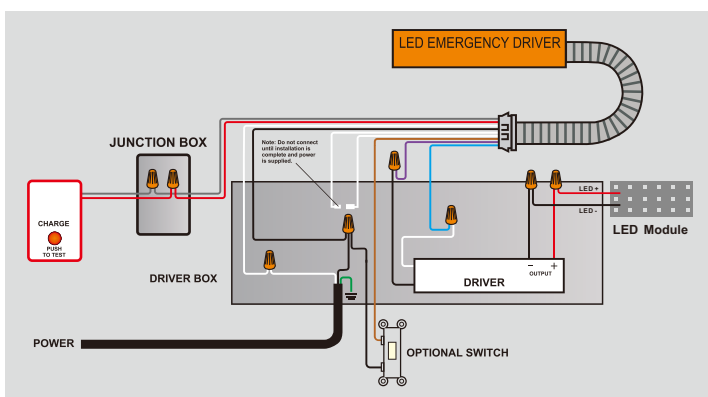 LED EMERGENCY DRIVER
JUNCTION BOX
Note: Do not connect
until installation is
complete and power
is supplied.
CHARGE
PUSH
TO TEST
LED +
LED -
LED Module
DRIVER BOX
- +
OUTPUT
DRIVER
POWER
OPTIONAL SWITCH